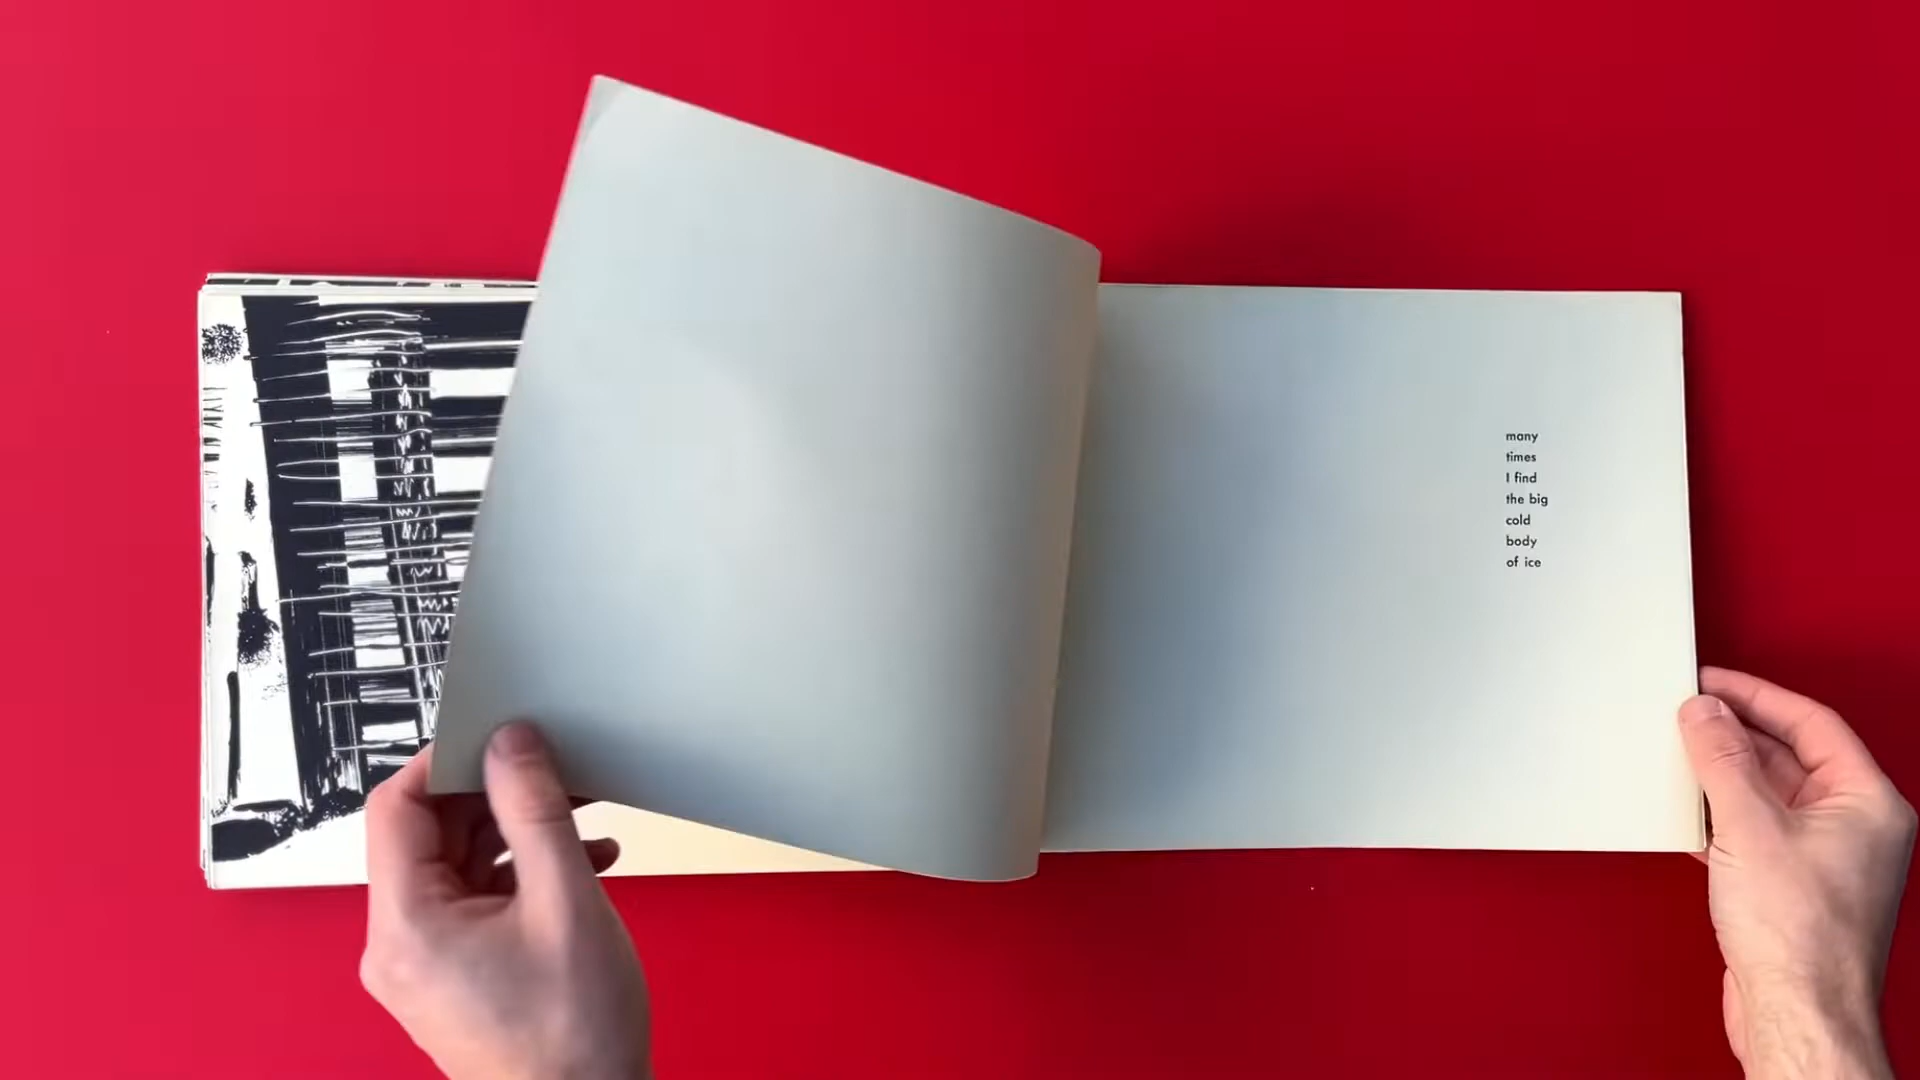 many
times
I find
the big
cold
body
of ice